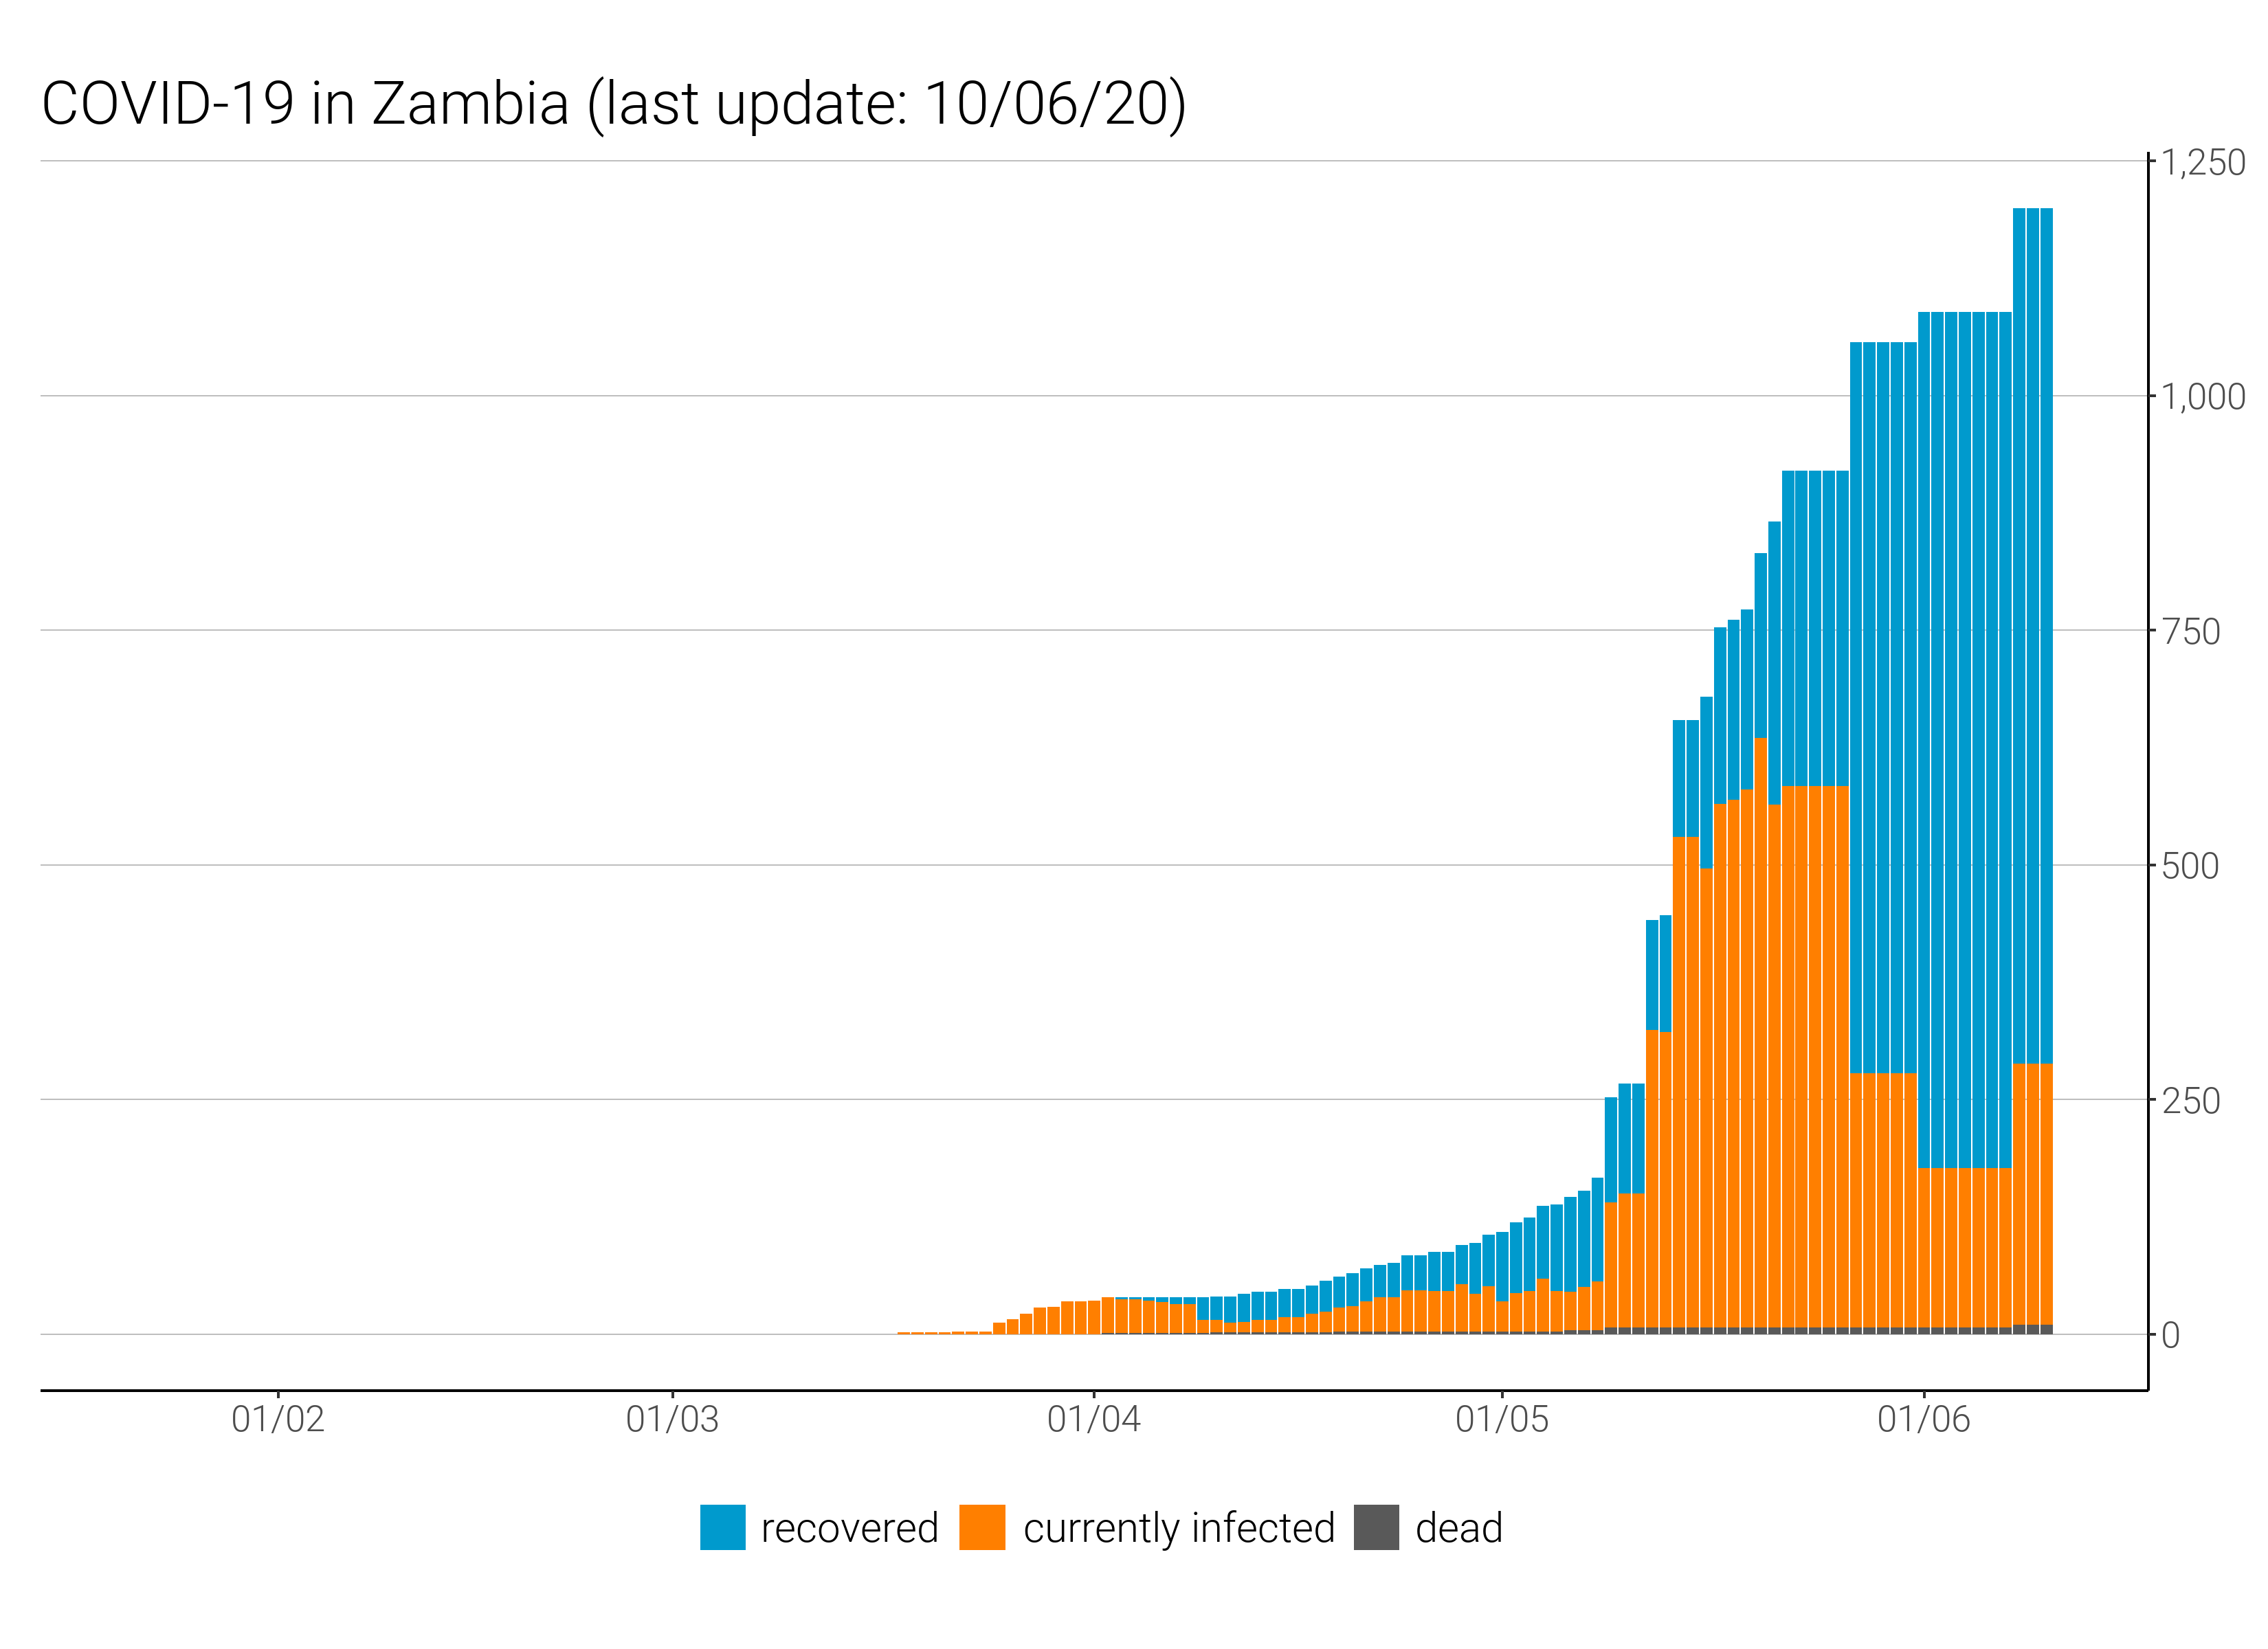 COVID-19 in Zambia (last update: 10/06/20)
1,250
1,000
750
500
250
0
01/02 01/03 01/04 01/05 01/06
recovered currently infected dead